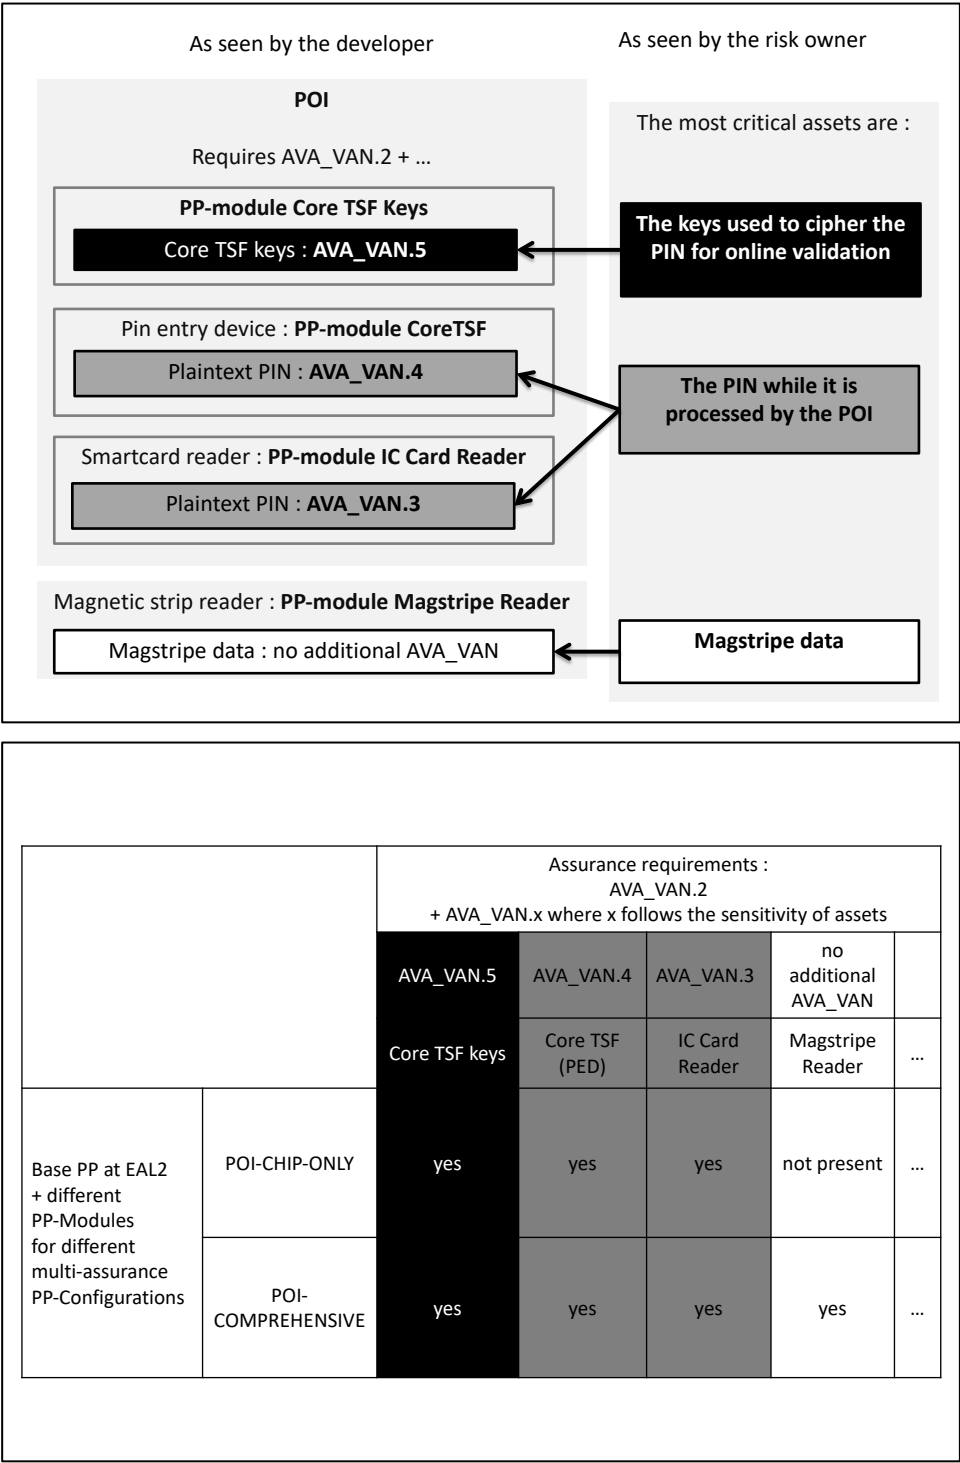 As seen by the developer
As seen by the risk owner
POI
Requires AVA_VAN.2 + ...
PP-module Core TSF Keys
Core TSF keys : AVA_VAN.5
Pin entry device : PP-module CoreTSF
Plaintext PIN : AVA_VAN.4
Smartcard reader : PP-module IC Card Reader
Plaintext PIN : AVA_VAN.3
Magnetic strip reader : PP-module Magstripe Reader
Magstripe data : no additional AVA_VAN
The most critical assets are :
The keys used to cipher the
PIN for online validation
The PIN while it is
processed by the POI
Magstripe data
Assurance requirements :
AVA_VAN.2
+ AVA_VAN.x where x follows the sensitivity of assets
AVA_VAN.5
AVA_VAN.4
AVA_VAN.3
no
additional
AVA_VAN
Core TSF keys
Core TSF
(PED)
IC Card
Reader
Magstripe
Reader
...
Base PP at EAL2
+ different
PP-Modules
for different
multi-assurance
PP-Configurations
POI-CHIP-ONLY
yes
yes
yes
not present
...
POI-
COMPREHENSIVE
yes
yes
yes
yes
...